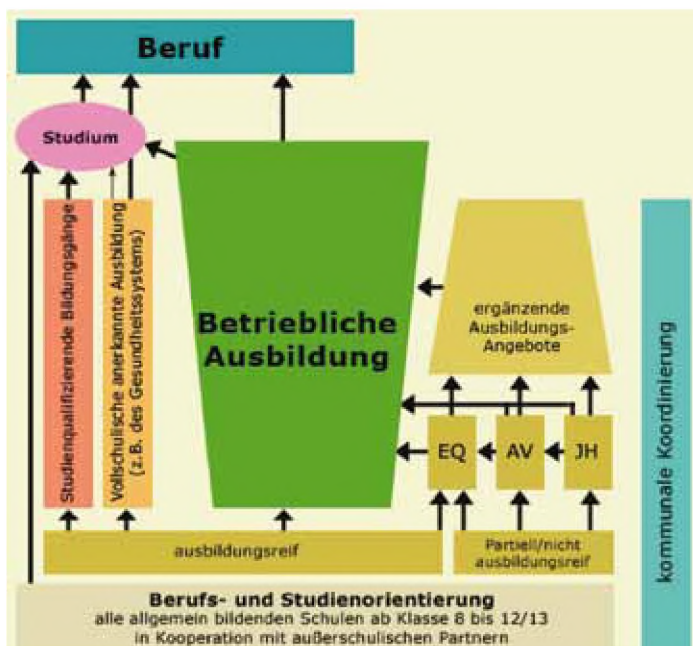 Beruf
Studium
Studienqualifizierende Bildungsgänge
Vollschulische anerkannte Ausbildung
(z. B. des Gesundheitssystems)
Betriebliche
Ausbildung
ergänzende
Ausbildungs-
Angebote
EQ
AV
JH
kommunale Koordinierung
ausbildungsreif
Partiell/nicht
ausbildungsreif
Berufs- und Studienorientierung
alle allgemein bildenden Schulen ab Klasse 8 bis 12/13
in Kooperation mit außerschulischen Partnern